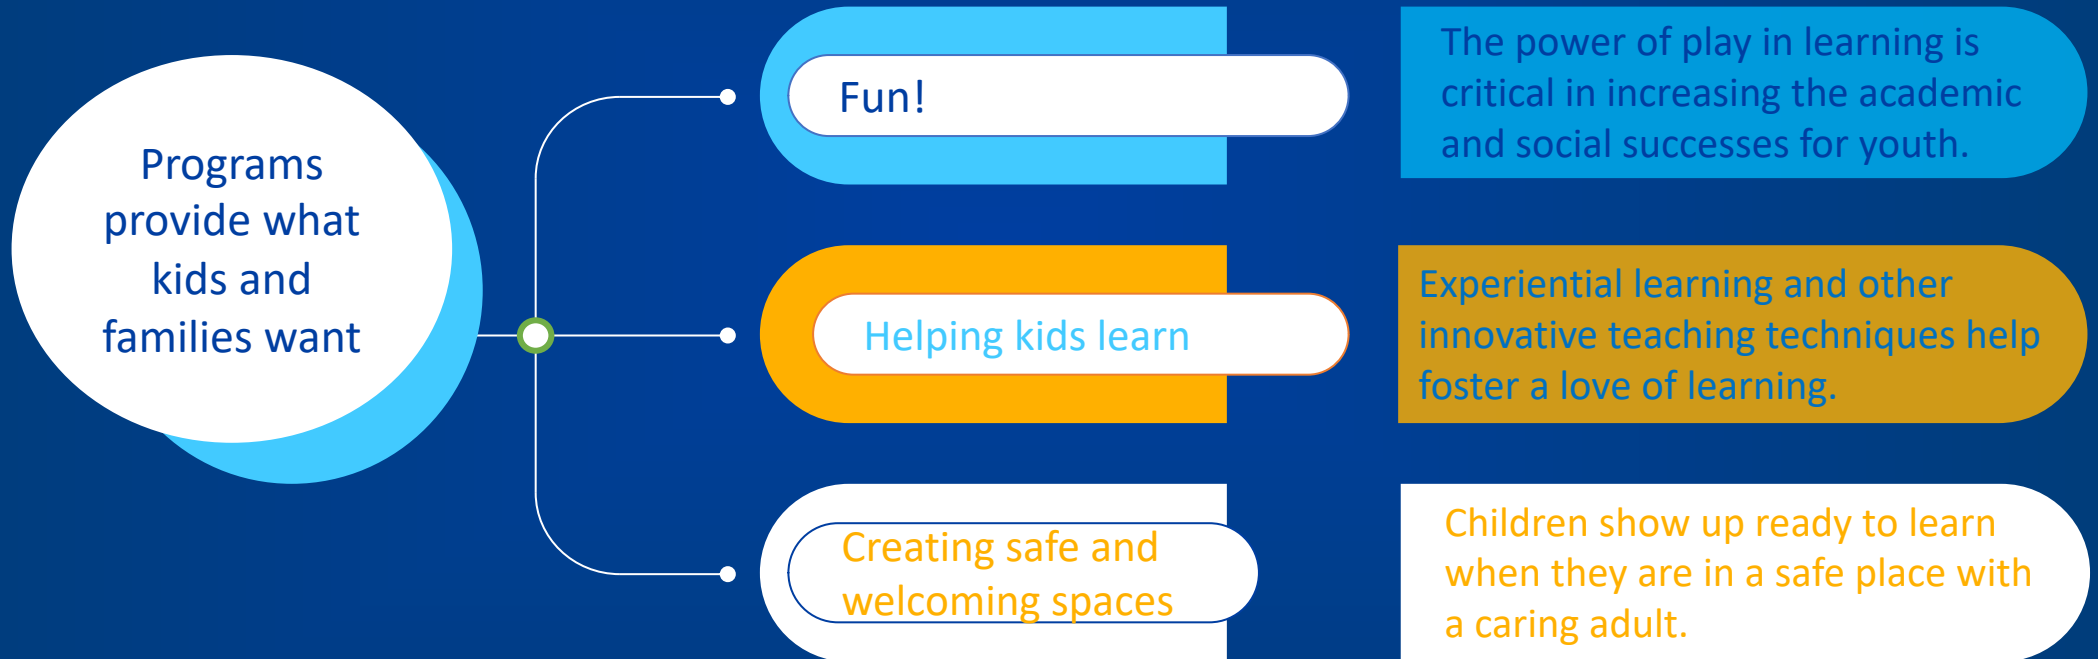 Programs
provide what
kids and
families want
Fun!
The power of play in learning is
critical in increasing the academic
and social successes for youth.
Helping kids learn
Experiential learning and other
innovative teaching techniques help
foster a love of learning.
Creating safe and
welcoming spaces
Children show up ready to learn
when they are in a safe place with
a caring adult.